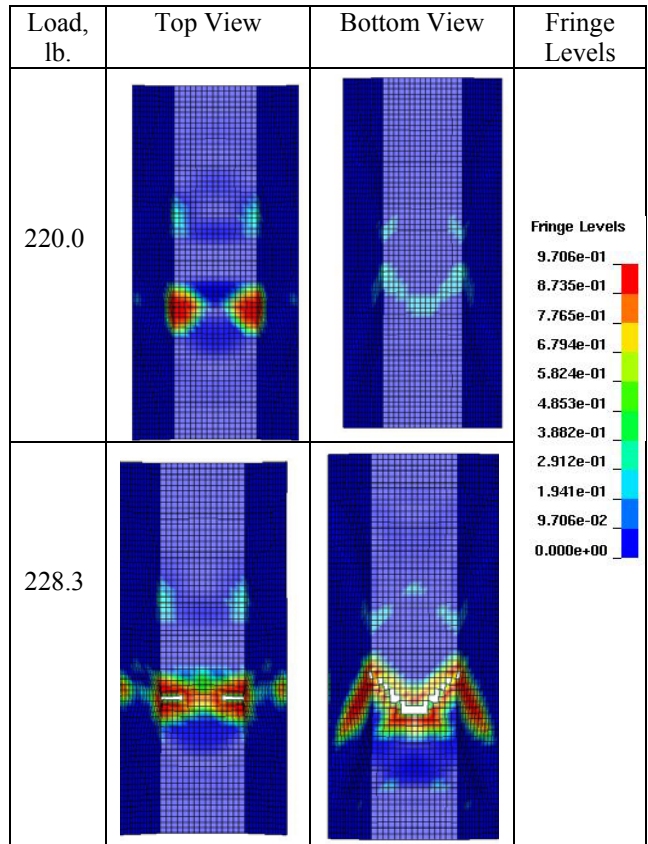 Load, lb.
Top View
Bottom View
Fringe Levels
220.0
Fringe Levels
9.706e-01
8.735e-01
7.765e-01
6.794e-01
5.824e-01
4.853e-01
3.882e-01
2.912e-01
1.941e-01
9.706e-02
0.000e+00
228.3